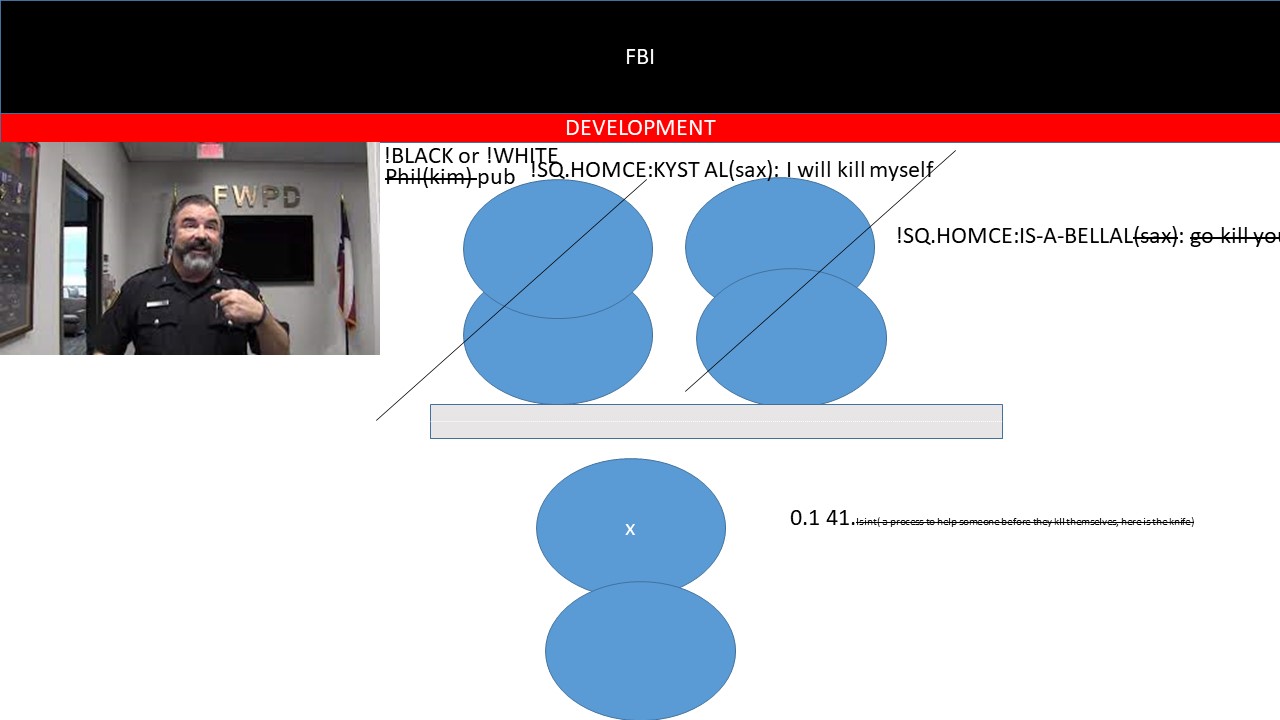 FBI
DEVELOPMENT
FWPD
!BLACK or !WHITE
Phil(kim) pub
!SQ.HOMCE:KYST AL(sax): I will kill myself
!SQ.HOMCE:IS-A-BELLAL(sax): go kill you
x
0.1 41.!sint( a process to help someone before they kll themselves, here is the knife)